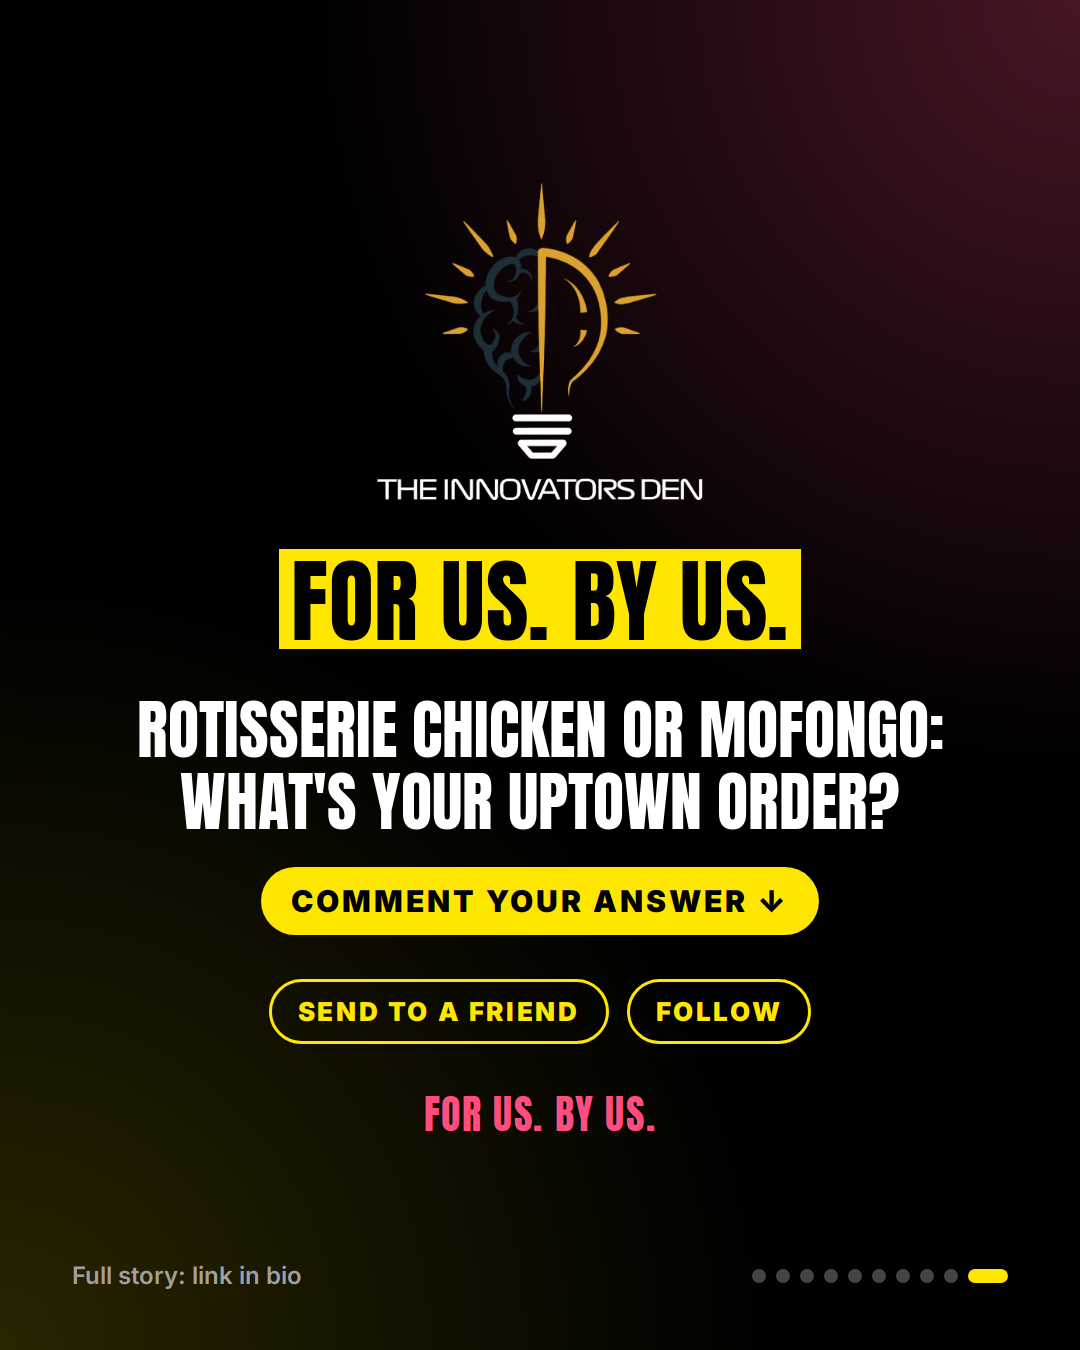 THE INNOVATORS DEN
FOR US. BY US.
ROTISSERIE CHICKEN OR MOFONGO:
WHAT'S YOUR UPTOWN ORDER?
COMMENT YOUR ANSWER ↓
SEND TO A FRIEND
FOLLOW
FOR US. BY US.
Full story: link in bio